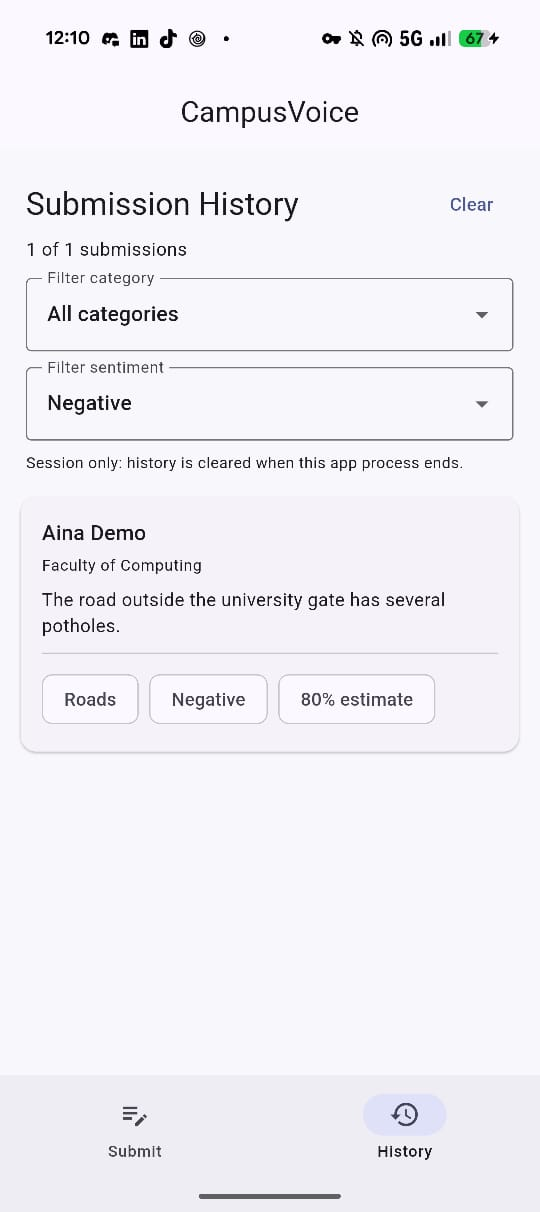 12:10 5G 67
CampusVoice
Submission History
Clear
1 of 1 submissions
Filter category
All categories
Filter sentiment
Negative
Session only: history is cleared when this app process ends.
Aina Demo
Faculty of Computing
The road outside the university gate has several
potholes.
Roads Negative 80% estimate
Submit History